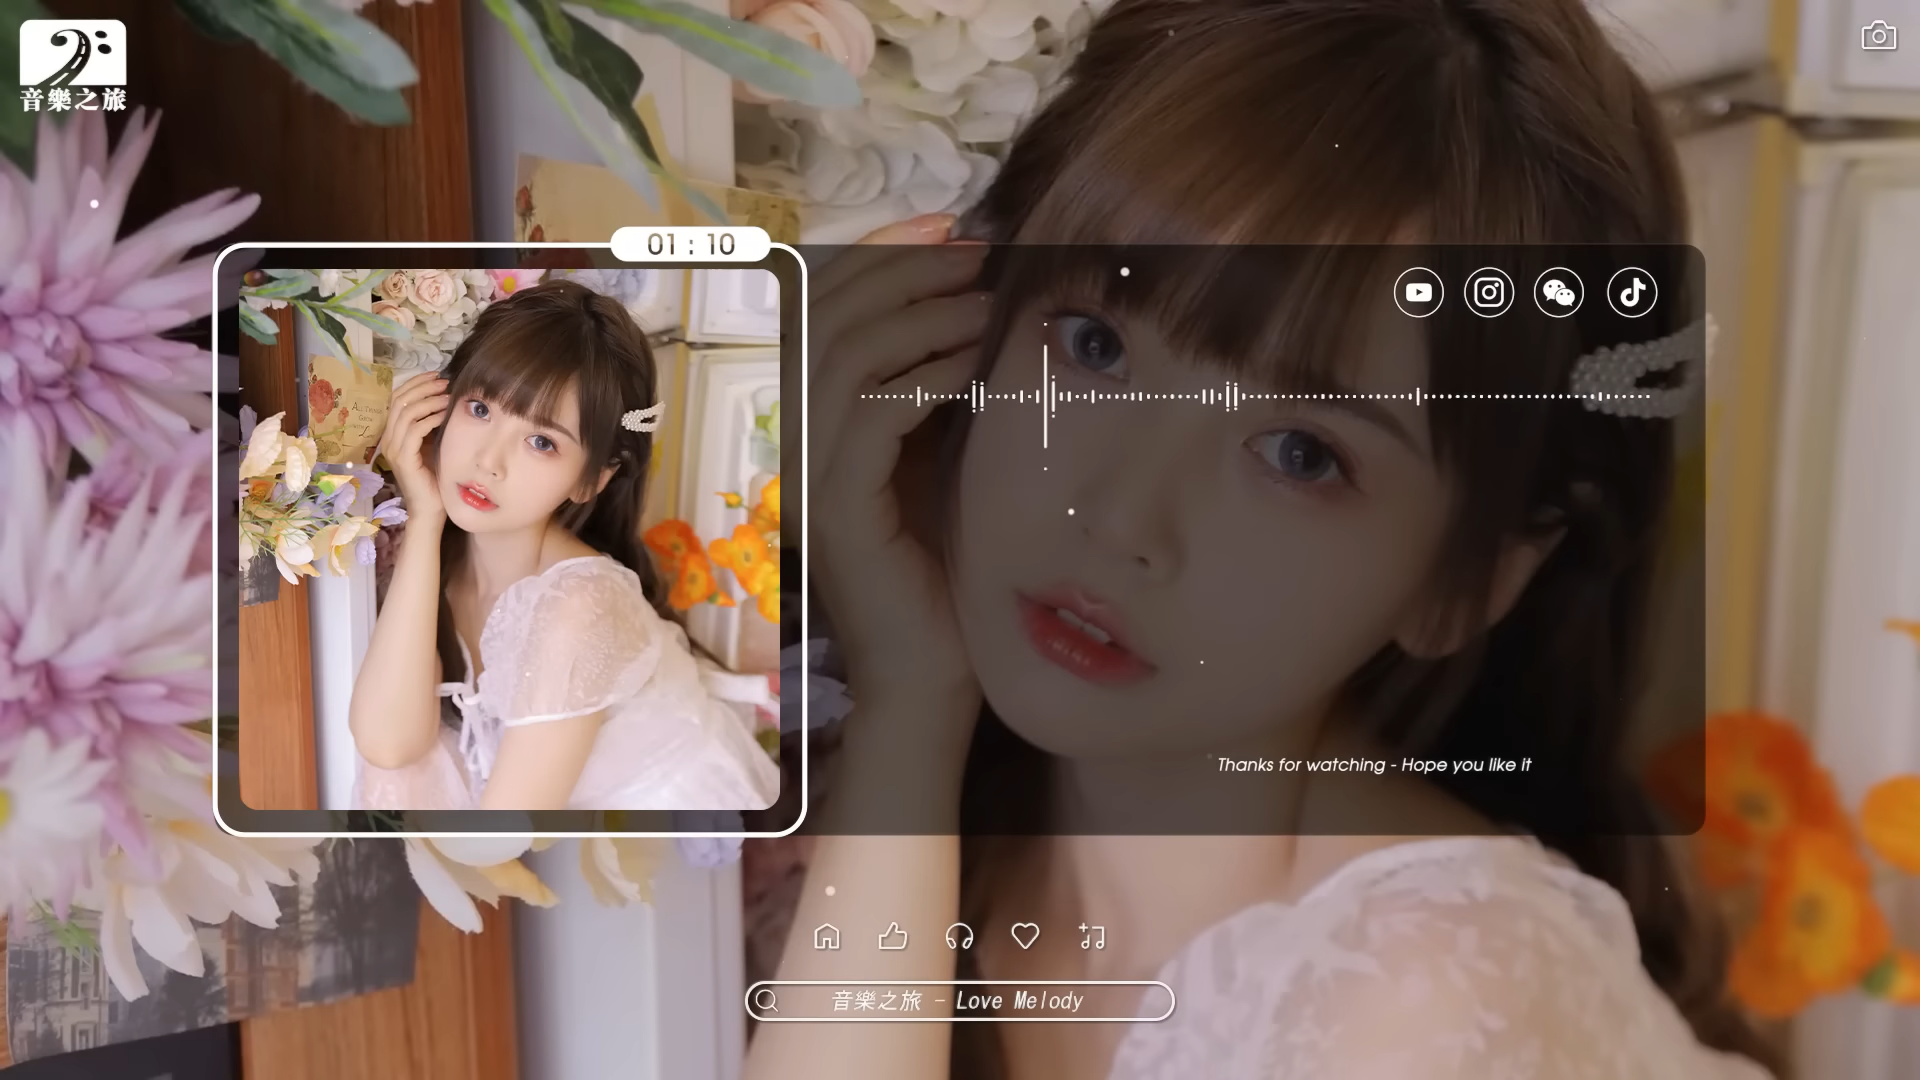 音樂之旅
01 : 10
Thanks for watching - Hope you like it
音樂之旅 - Love Melody